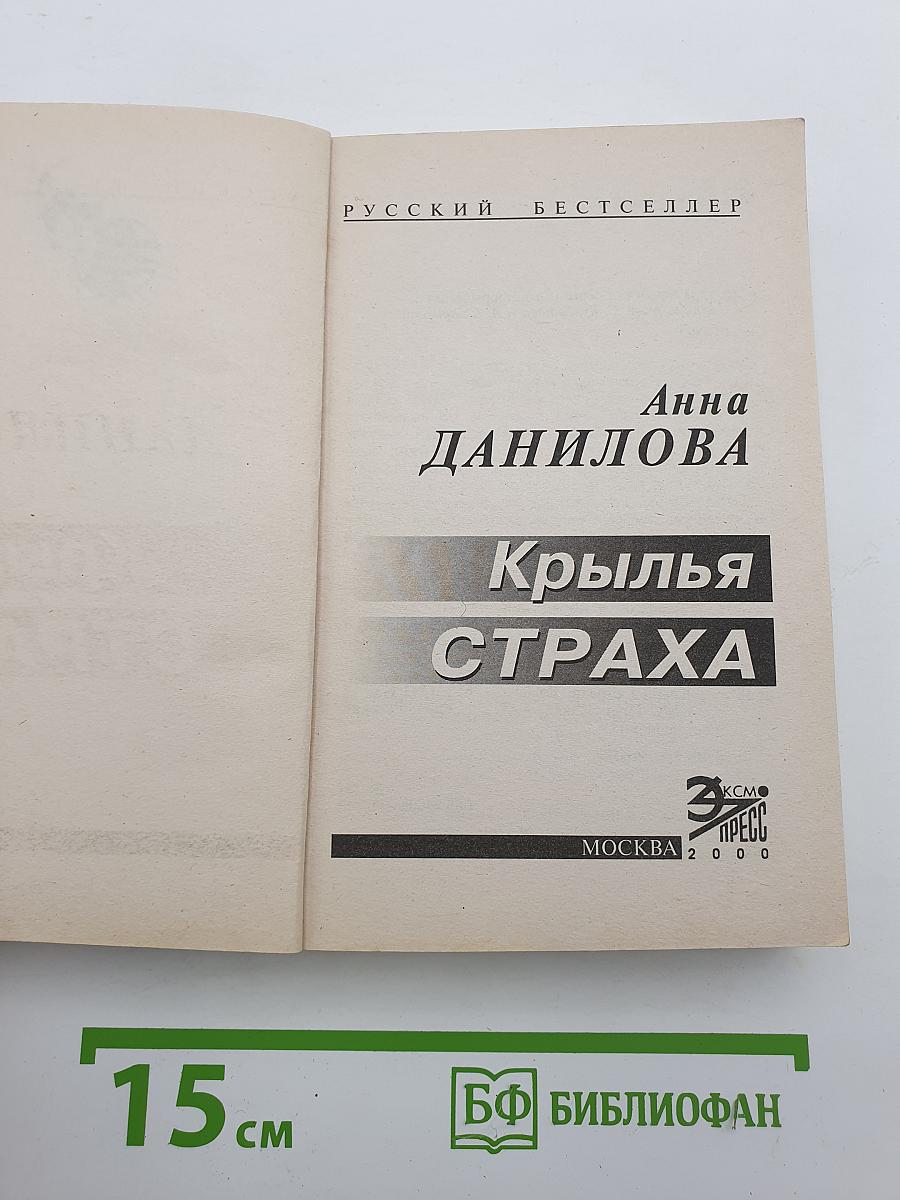 РУССКИЙ БЕСТСЕЛЛЕР
Анна
ДАНИЛОВА
Крылья
СТРАХА
ЭКСМО
ПРЕСС
МОСКВА 2000
15 см
БФ БИБЛИОФАН